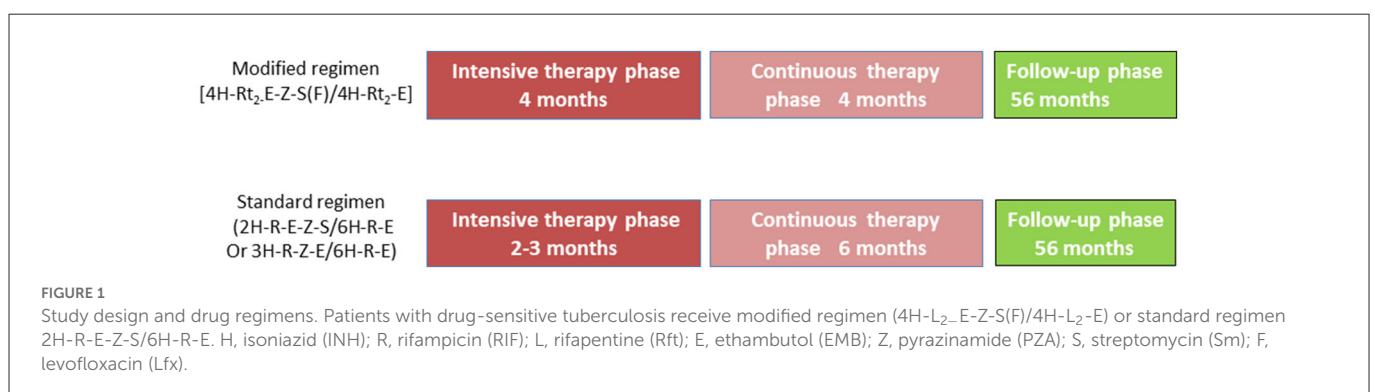 Modified regimen
[4H-Rt₂-E-Z-S(F)/4H-Rt₂-E]
Intensive therapy phase
4 months
Continuous therapy
phase 4 months
Follow-up phase
56 months
Standard regimen
(2H-R-E-Z-S/6H-R-E
Or 3H-R-Z-E/6H-R-E)
Intensive therapy phase
2-3 months
Continuous therapy
phase 6 months
Follow-up phase
56 months
FIGURE 1
Study design and drug regimens. Patients with drug-sensitive tuberculosis receive modified regimen (4H-L₂_E-Z-S(F)/4H-L₂-E) or standard regimen
2H-R-E-Z-S/6H-R-E. H, isoniazid (INH); R, rifampicin (RIF); L, rifapentine (Rft); E, ethambutol (EMB); Z, pyrazinamide (PZA); S, streptomycin (Sm); F,
levofloxacin (Lfx).